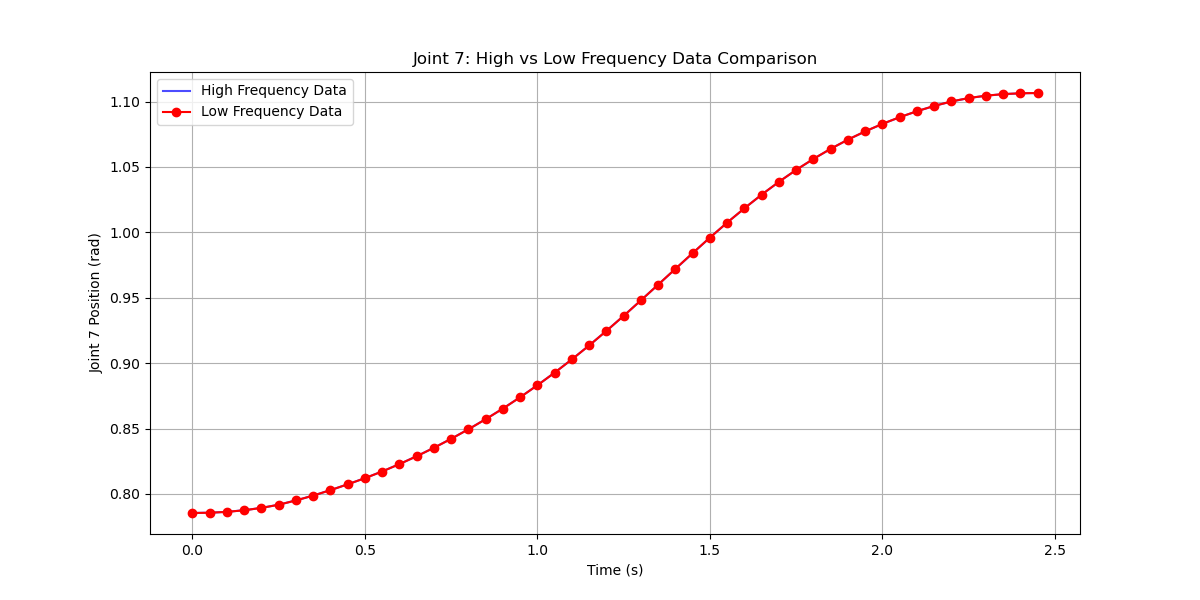 Joint 7: High vs Low Frequency Data Comparison
High Frequency Data
Low Frequency Data
Joint 7 Position (rad)
1.10
1.05
1.00
0.95
0.90
0.85
0.80
0.0 0.5 1.0 1.5 2.0 2.5
Time (s)